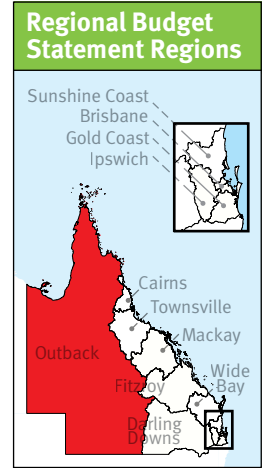 Regional Budget
Statement Regions
Sunshine Coast
Brisbane
Gold Coast
Ipswich
Cairns
Townsville
Mackay
Outback
Fitzroy
Wide
Bay
Darling
Downs